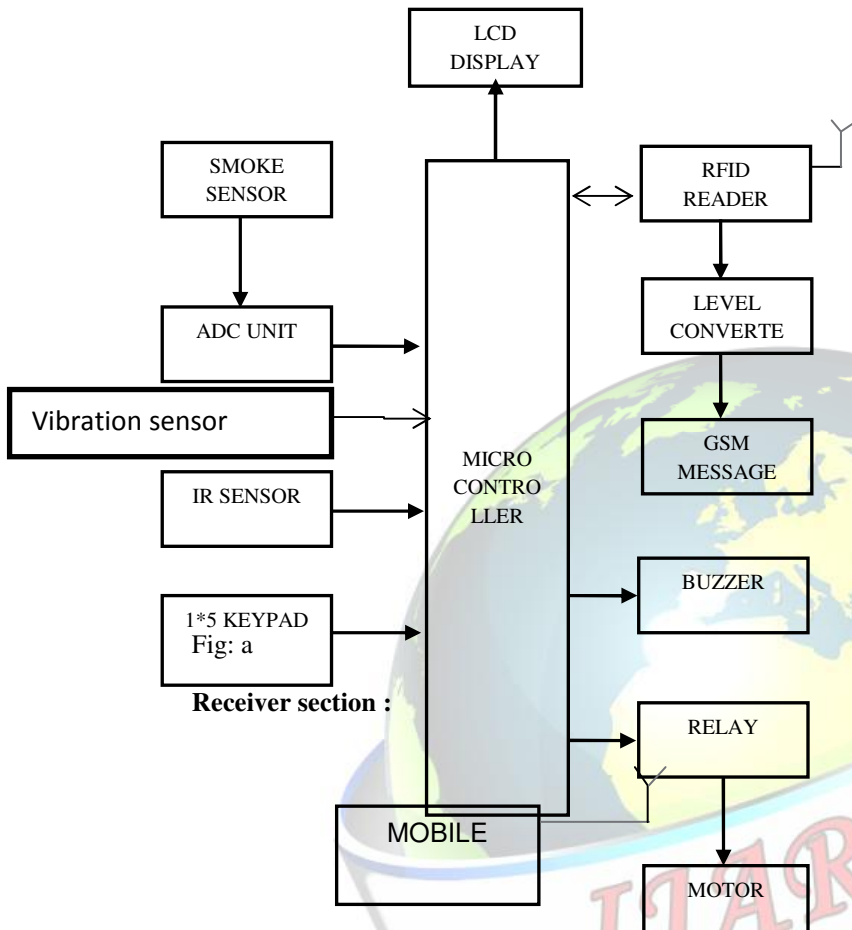 LCD
DISPLAY
SMOKE
SENSOR
RFID
READER
ADC UNIT
LEVEL
CONVERTE
Vibration sensor
MICRO
CONTRO
LLER
GSM
MESSAGE
IR SENSOR
BUZZER
1*5 KEYPAD
Fig: a
Receiver section :
RELAY
MOBILE
MOTOR
IJAR